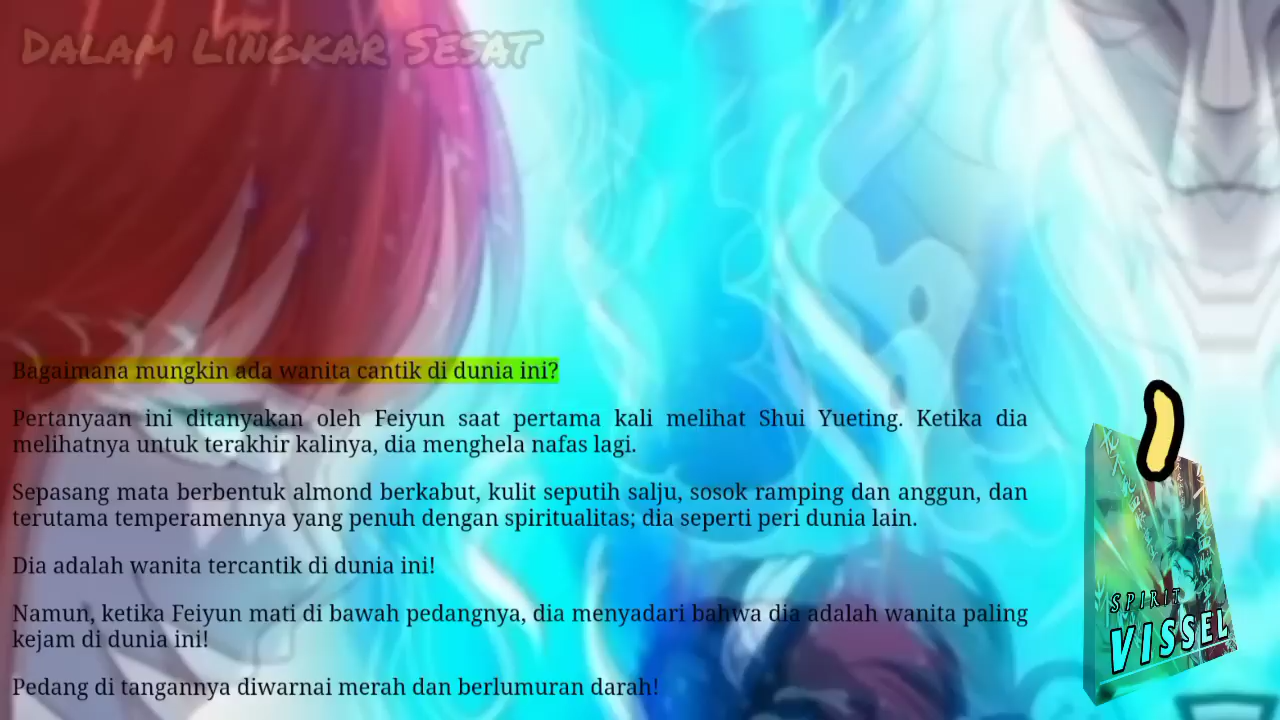 Dalam Lingkar Sesat
Bagaimana mungkin ada wanita cantik di dunia ini?
Pertanyaan ini ditanyakan oleh Feiyun saat pertama kali melihat Shui Yueting. Ketika dia
melihatnya untuk terakhir kalinya, dia menghela nafas lagi.
Sepasang mata berbentuk almond berkabut, kulit seputih salju, sosok ramping dan anggun, dan
terutama temperamennya yang penuh dengan spiritualitas; dia seperti peri dunia lain.
Dia adalah wanita tercantik di dunia ini!
Namun, ketika Feiyun mati di bawah pedangnya, dia menyadari bahwa dia adalah wanita paling
kejam di dunia ini!
Pedang di tangannya diwarnai merah dan berlumuran darah!
SPIRIT
VISSEL